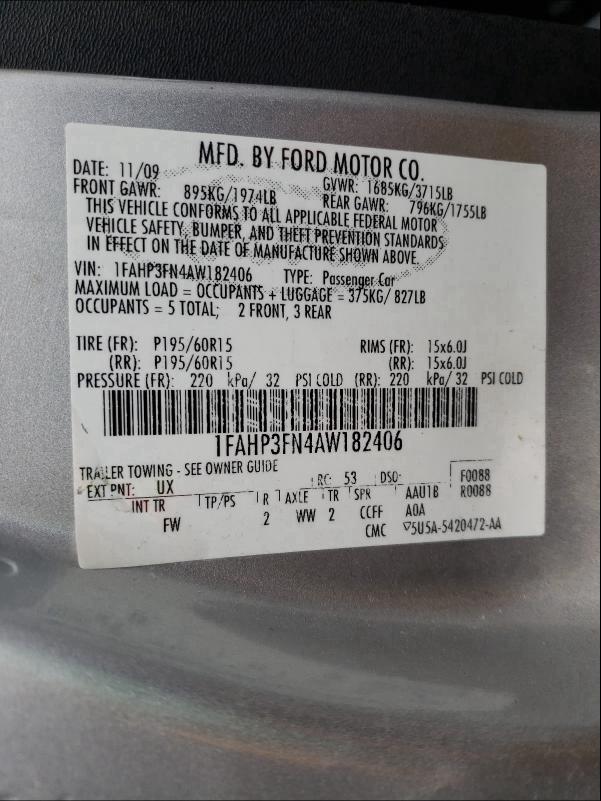 MFD. BY FORD MOTOR CO.
DATE: 11/09 GVWR: 1685KG/3715LB
FRONT GAWR: 895KG/1974LB REAR GAWR: 796KG/1755LB
THIS VEHICLE CONFORMS TO ALL APPLICABLE FEDERAL MOTOR
VEHICLE SAFETY, BUMPER, AND THEFT PREVENTION STANDARDS
IN EFFECT ON THE DATE OF MANUFACTURE SHOWN ABOVE.
VIN: 1FAHP3FN4AW182406 TYPE: Passenger Car
MAXIMUM LOAD = OCCUPANTS + LUGGAGE = 375KG/ 827LB
OCCUPANTS = 5 TOTAL; 2 FRONT, 3 REAR
TIRE (FR): P195/60R15 RIMS (FR): 15x6.0J
(RR): P195/60R15 (RR): 15x6.0J
PRESSURE (FR): 220 kPa/ 32 PSI COLD (RR): 220 kPa/ 32 PSI COLD
1FAHP3FN4AW182406
TRAILER TOWING - SEE OWNER GUIDE
EXT PNT: UX RC: 53 DSO: F0088
INT TR TP/PS R AXLE TR SPR AAU1B R0088
FW 2 WW 2 CCFF A0A
CMC ▽5U5A-5420472-AA